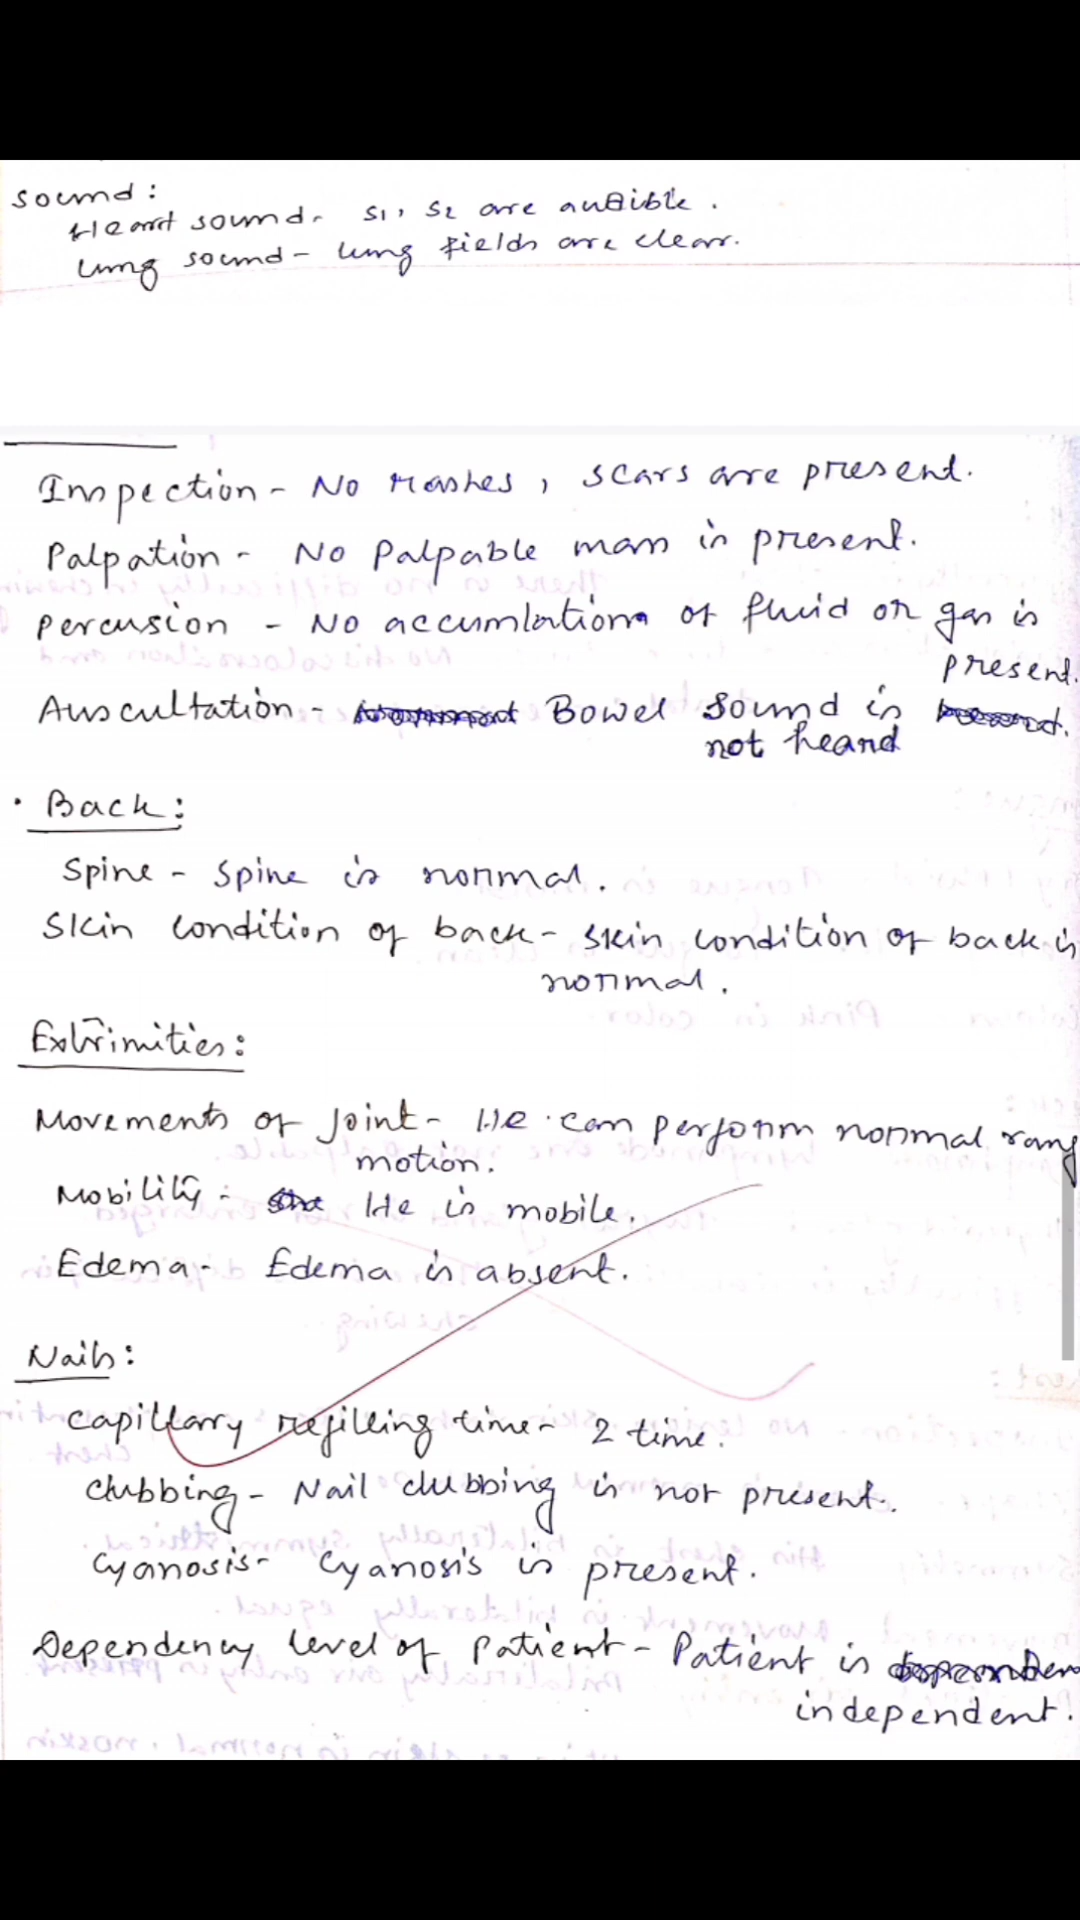 Sound:
Heart sound- S1, S2 are audible.
Lung sound- Lung fields are clear.
Inspection- No rashes, scars are present.
Palpation- No palpable mass is present.
Percusion - No accumlation of fluid or gas is
present.
Auscultation- Bowel sound is
not heard
• Back:
Spine - Spine is normal.
Skin condition of back- skin condition of back is
normal.
Extrimities:
Movements of joint- He can perform normal rang
motion.
Mobility- He is mobile.
Edema- Edema is absent.
Nails:
Capillary refilling time- 2 time.
Clubbing- Nail clubbing is not present.
Cyanosis- Cyanosis is present.
Dependency level of patient- Patient is
independent.